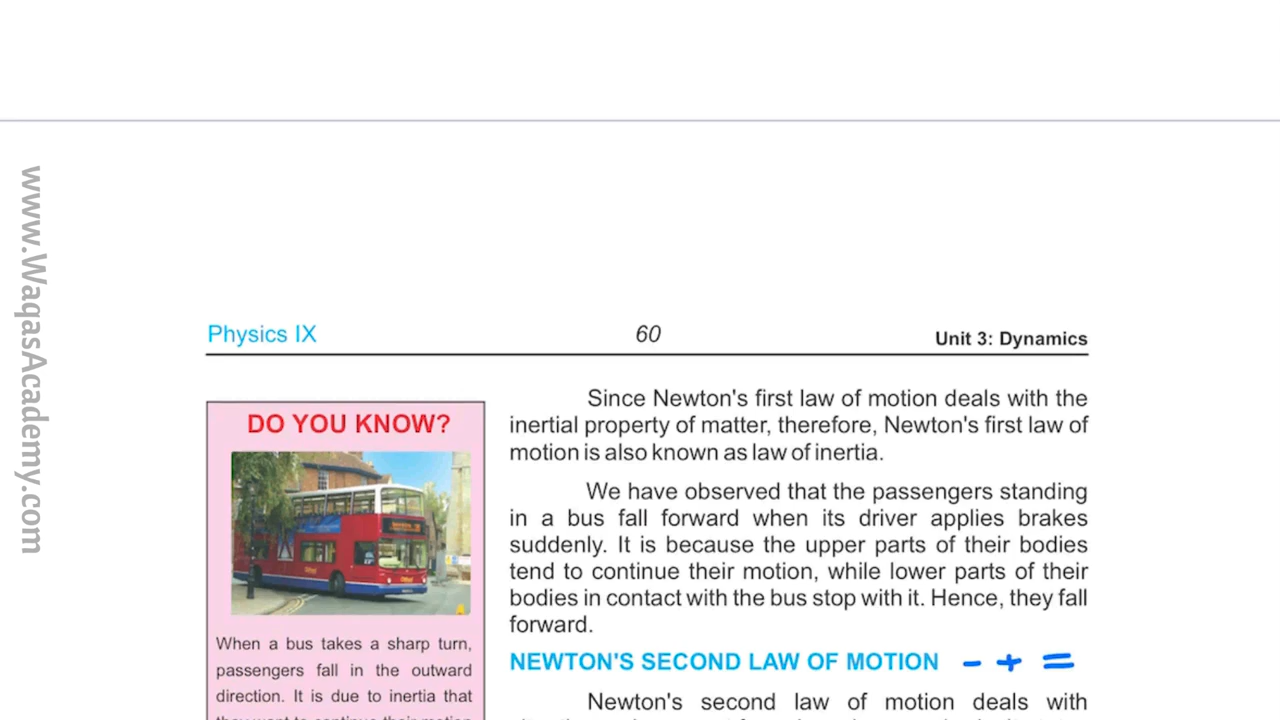 www.WaqasAcademy.com
Physics IX
60
Unit 3: Dynamics
DO YOU KNOW?
When a bus takes a sharp turn,
passengers fall in the outward
direction. It is due to inertia that
they want to continue their motion
Since Newton's first law of motion deals with the
inertial property of matter, therefore, Newton's first law of
motion is also known as law of inertia.
We have observed that the passengers standing
in a bus fall forward when its driver applies brakes
suddenly. It is because the upper parts of their bodies
tend to continue their motion, while lower parts of their
bodies in contact with the bus stop with it. Hence, they fall
forward.
NEWTON'S SECOND LAW OF MOTION - + =
Newton's second law of motion deals with